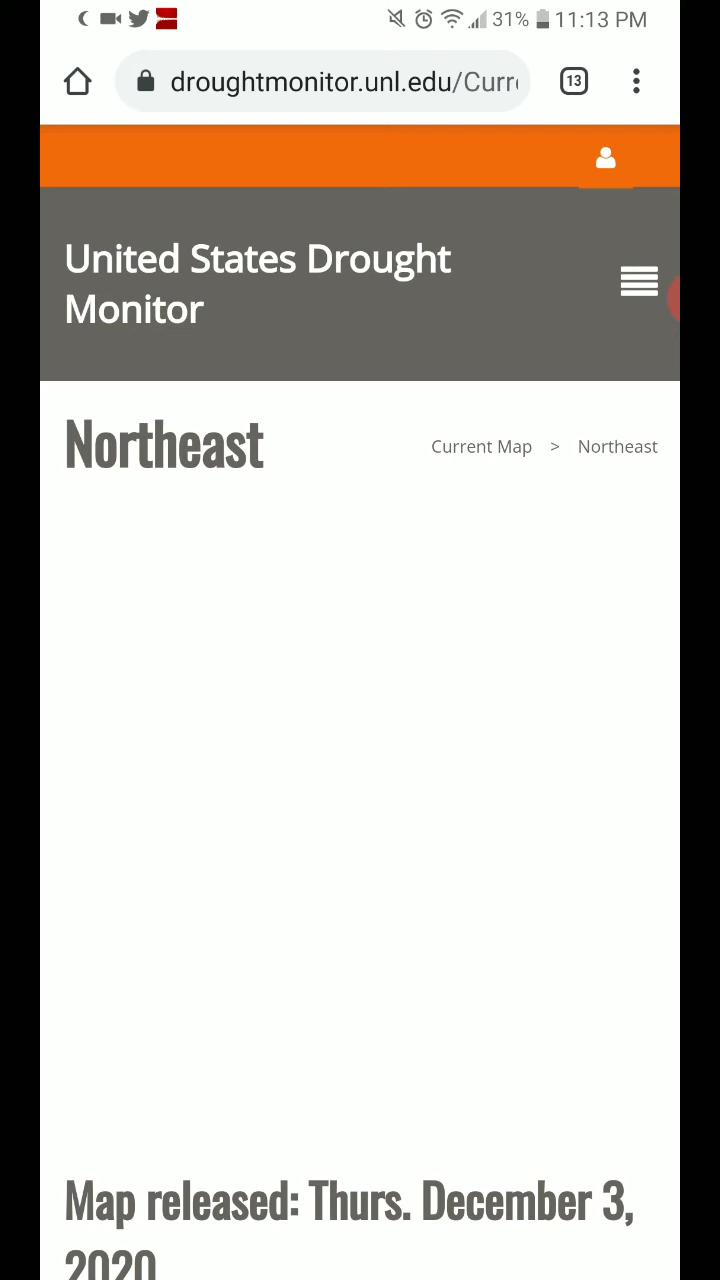 31% 11:13 PM
droughtmonitor.unl.edu/Curr
13
United States Drought
Monitor
Northeast
Current Map > Northeast
Map released: Thurs. December 3,
2020